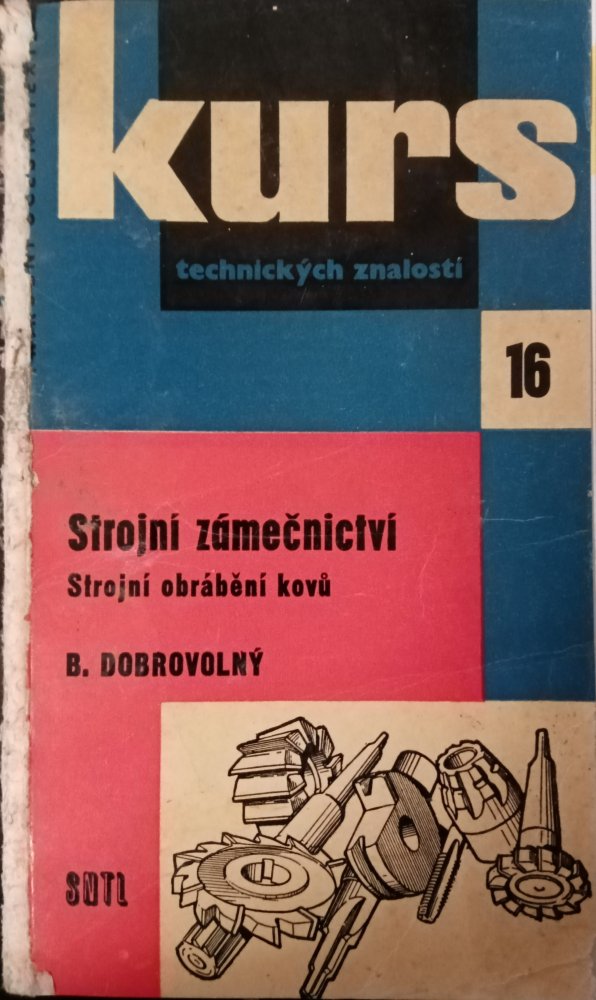 kurs
technických znalostí
16
Strojní zámečnictví
Strojní obrábění kovů
B. DOBROVOLNÝ
SNTL